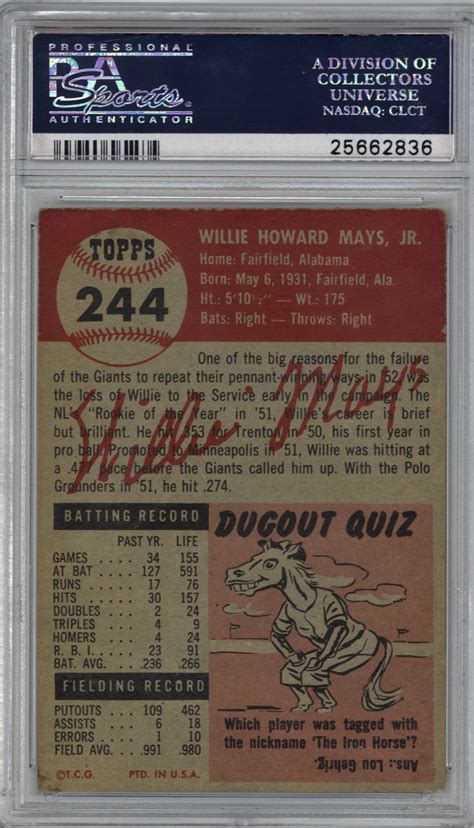 PROFESSIONAL
PSA
Sports
AUTHENTICATOR
A DIVISION OF
COLLECTORS
UNIVERSE
NASDAQ: CLCT
25662836
TOPPS
244
WILLIE HOWARD MAYS, JR.
Home: Fairfield, Alabama
Born: May 6, 1931, Fairfield, Ala.
Ht.: 5'10½" — Wt.: 175
Bats: Right — Throws: Right
One of the big reasons for the failure
of the Giants to repeat their pennant-winning ways in '52 was
the loss of Willie to the Service early in the campaign. The
NL's "Rookie of the Year" in '51, Willie's career is brief
but brilliant. He hit .353 for Trenton in '50, his first year in
pro ball. Promoted to Minneapolis in '51, Willie was hitting at
a .477 pace before the Giants called him up. With the Polo
Grounders in '51, he hit .274.
Willie Mays
BATTING RECORD
PAST YR. LIFE
GAMES 34 155
AT BAT 127 591
RUNS 17 76
HITS 30 157
DOUBLES 2 24
TRIPLES 4 9
HOMERS 4 24
R. B. I. 23 91
BAT. AVG. .236 .266
FIELDING RECORD
PUTOUTS 109 462
ASSISTS 6 18
ERRORS 1 10
FIELD AVG. .991 .980
©T.C.G. PTD. IN U.S.A.
DUGOUT QUIZ
Which player was tagged with
the nickname 'The Iron Horse'?
Ans.: Lou Gehrig.